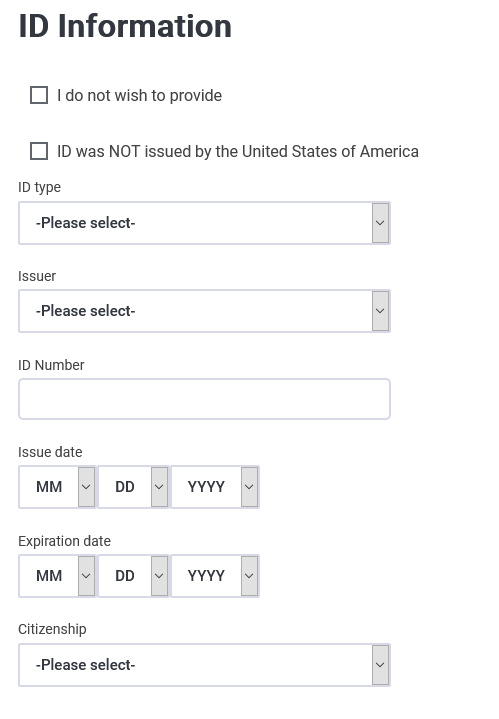 ID Information
I do not wish to provide
ID was NOT issued by the United States of America
ID type
-Please select-
Issuer
-Please select-
ID Number
Issue date
MM DD YYYY
Expiration date
MM DD YYYY
Citizenship
-Please select-